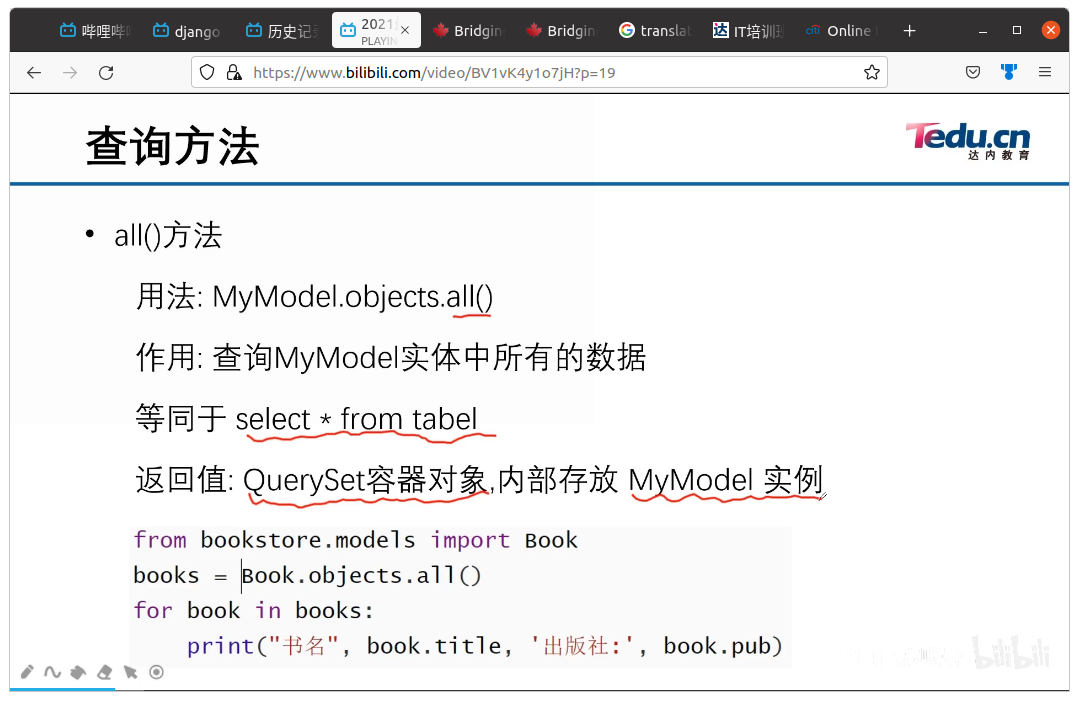 哔哩哔
django
历史记
2021
PLAYIN
Bridgin
Bridgin
translat
IT培训
Online
https://www.bilibili.com/video/BV1vK4y1o7jH?p=19
查询方法
Tedu.cn
达内教育
• all()方法
用法: MyModel.objects.all()
作用: 查询MyModel实体中所有的数据
等同于 select * from tabel
返回值: QuerySet容器对象,内部存放 MyModel 实例
from bookstore.models import Book
books = Book.objects.all()
for book in books:
    print("书名", book.title, '出版社:', book.pub)
bilibili